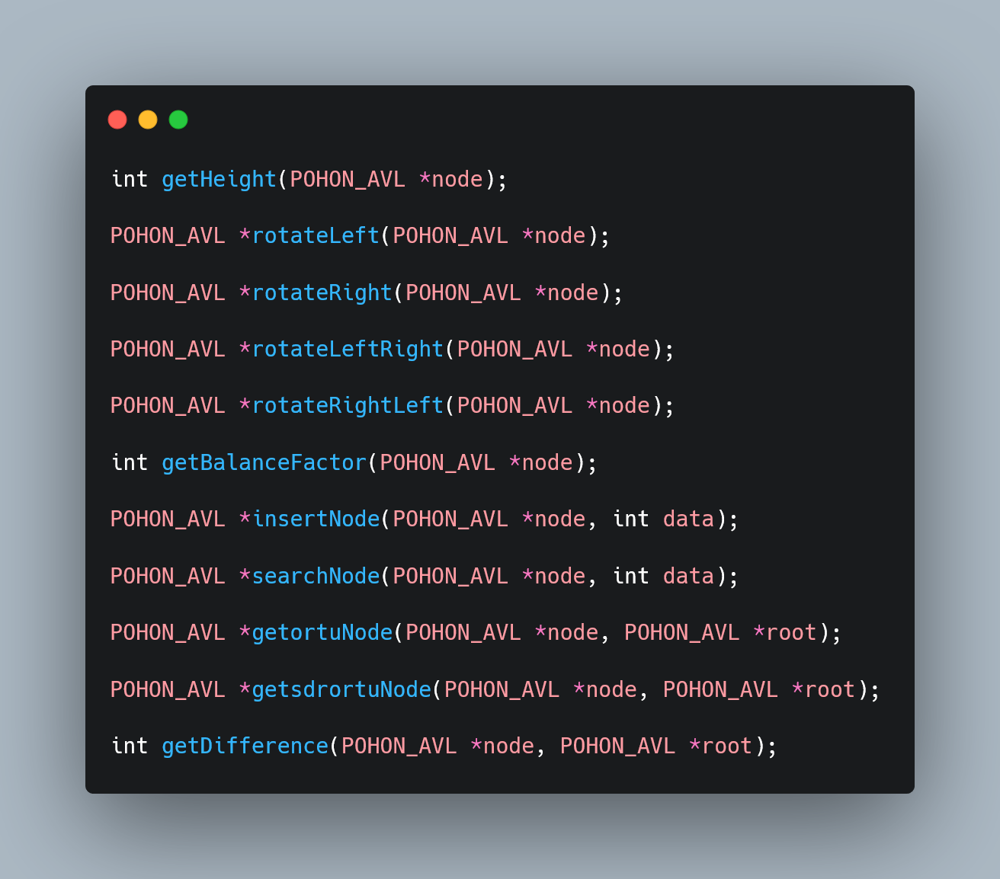 int getHeight(POHON_AVL *node);
POHON_AVL *rotateLeft(POHON_AVL *node);
POHON_AVL *rotateRight(POHON_AVL *node);
POHON_AVL *rotateLeftRight(POHON_AVL *node);
POHON_AVL *rotateRightLeft(POHON_AVL *node);
int getBalanceFactor(POHON_AVL *node);
POHON_AVL *insertNode(POHON_AVL *node, int data);
POHON_AVL *searchNode(POHON_AVL *node, int data);
POHON_AVL *getortuNode(POHON_AVL *node, POHON_AVL *root);
POHON_AVL *getsdrortuNode(POHON_AVL *node, POHON_AVL *root);
int getDifference(POHON_AVL *node, POHON_AVL *root);